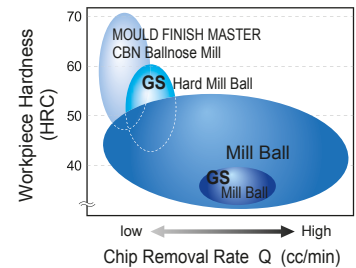 70
MOULD FINISH MASTER
CBN Ballnose Mill
60
GS Hard Mill Ball
50
Mill Ball
40
GS
Mill Ball
Workpiece Hardness
(HRC)
low High
Chip Removal Rate Q (cc/min)